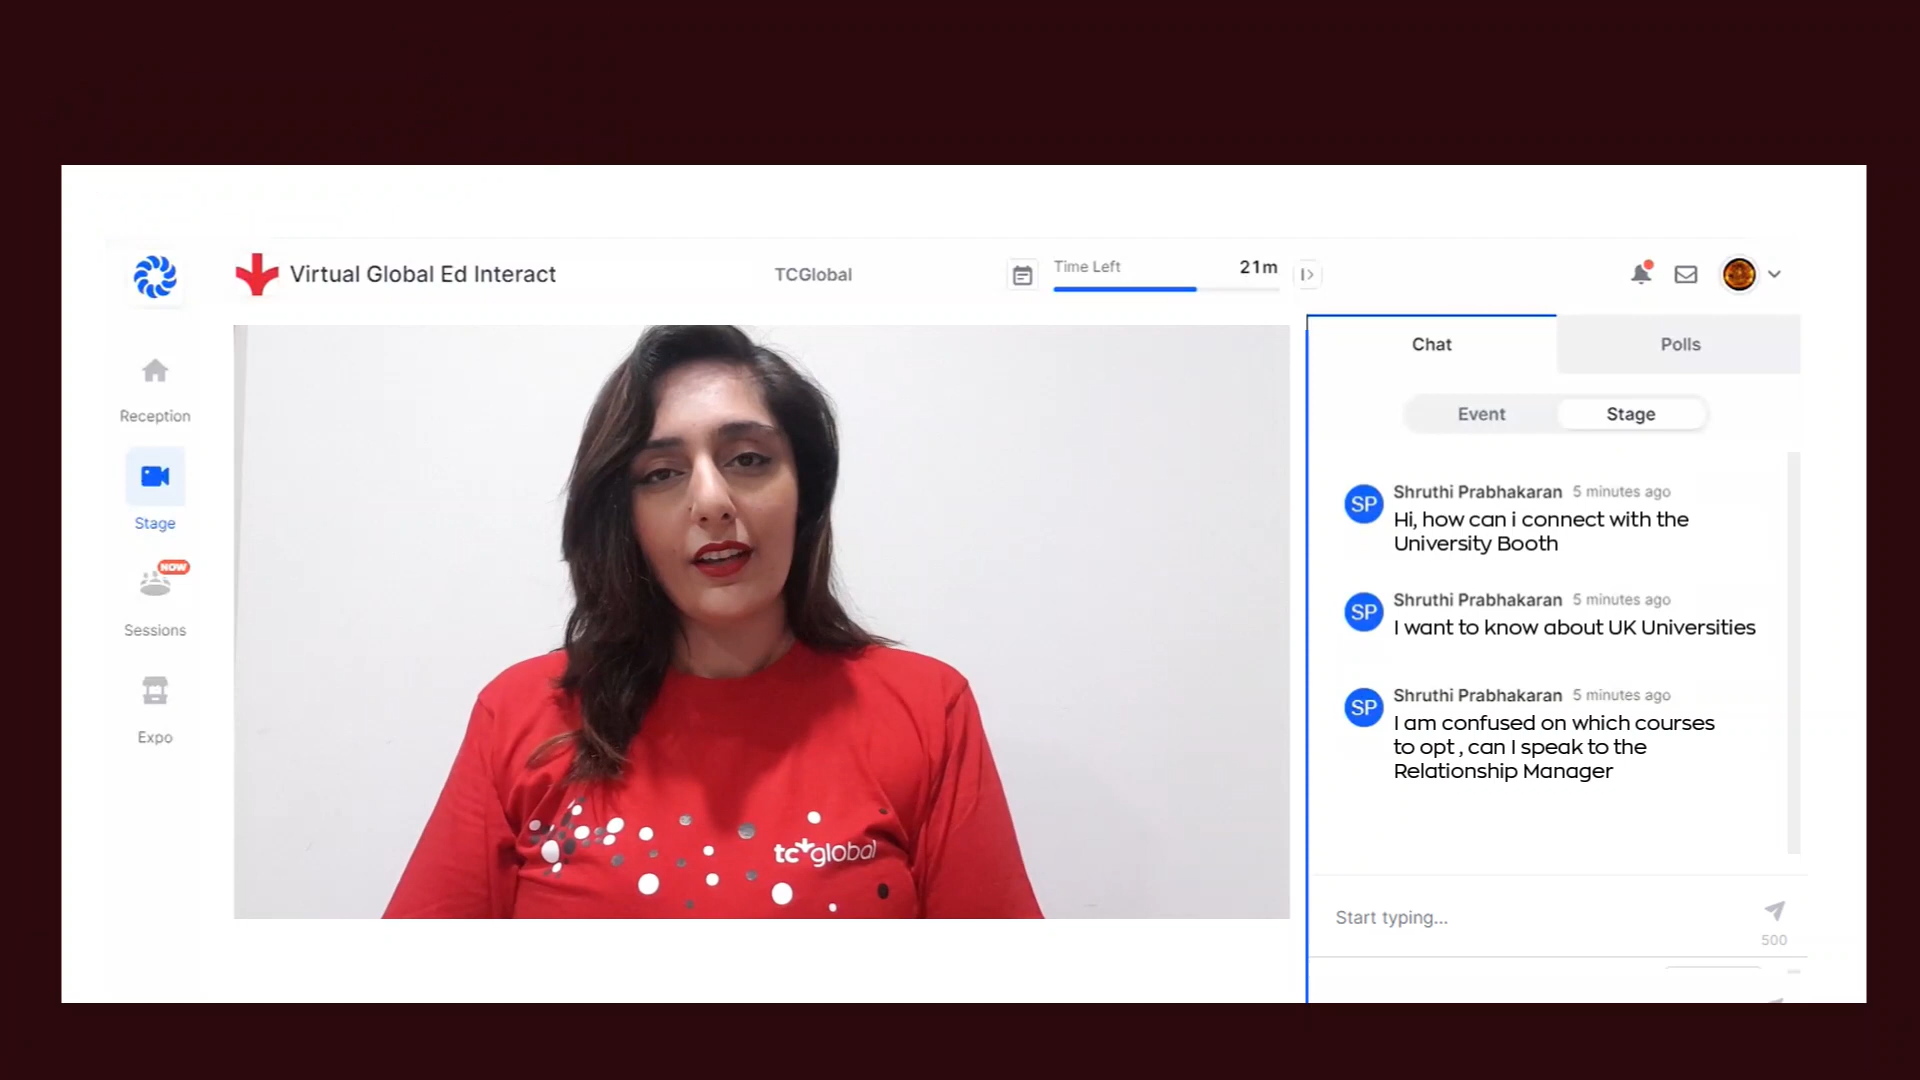 Virtual Global Ed Interact
TCGlobal
Time Left
21m
Reception
Stage
NOW
Sessions
Expo
tc global
Chat
Polls
Event
Stage
SP
Shruthi Prabhakaran 5 minutes ago
Hi, how can i connect with the
University Booth
SP
Shruthi Prabhakaran 5 minutes ago
I want to know about UK Universities
SP
Shruthi Prabhakaran 5 minutes ago
I am confused on which courses
to opt , can I speak to the
Relationship Manager
Start typing...
500